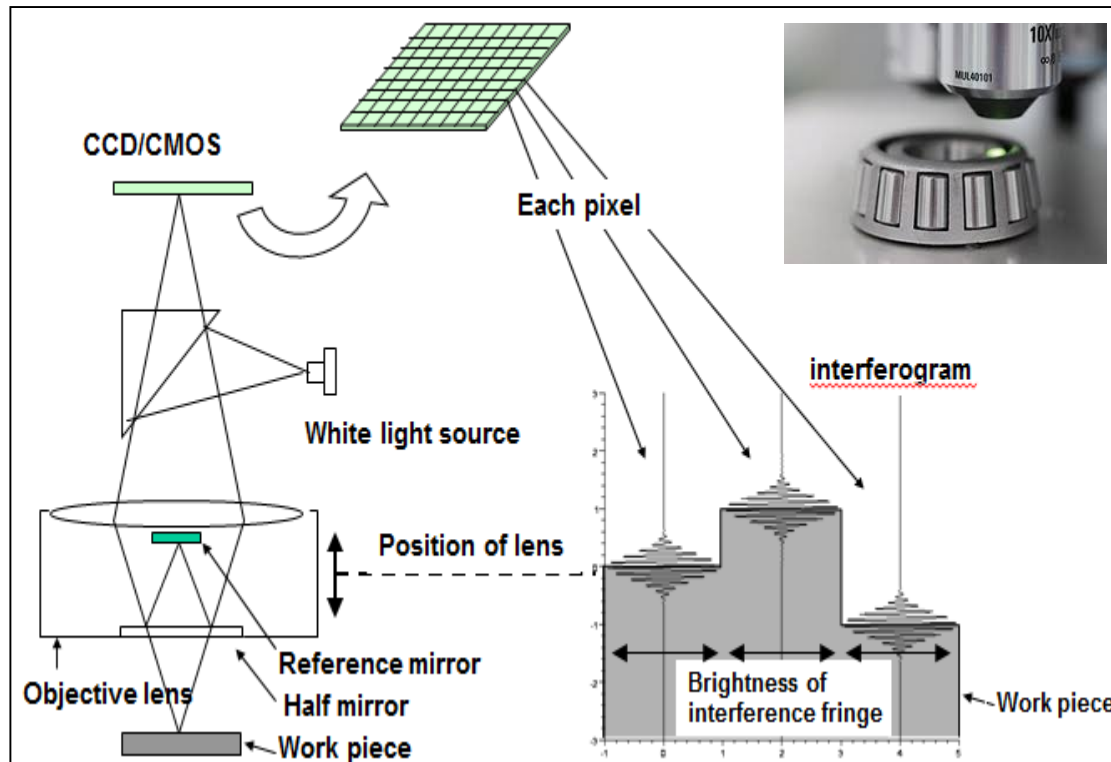 CCD/CMOS
Each pixel
10X/
∞/0
MUL40101
White light source
interferogram
Position of lens
Reference mirror
Objective lens
Half mirror
Work piece
3
2
1
0
-1
-2
-3
Brightness of
interference fringe
Work piece
-1 0 1 2 3 4 5